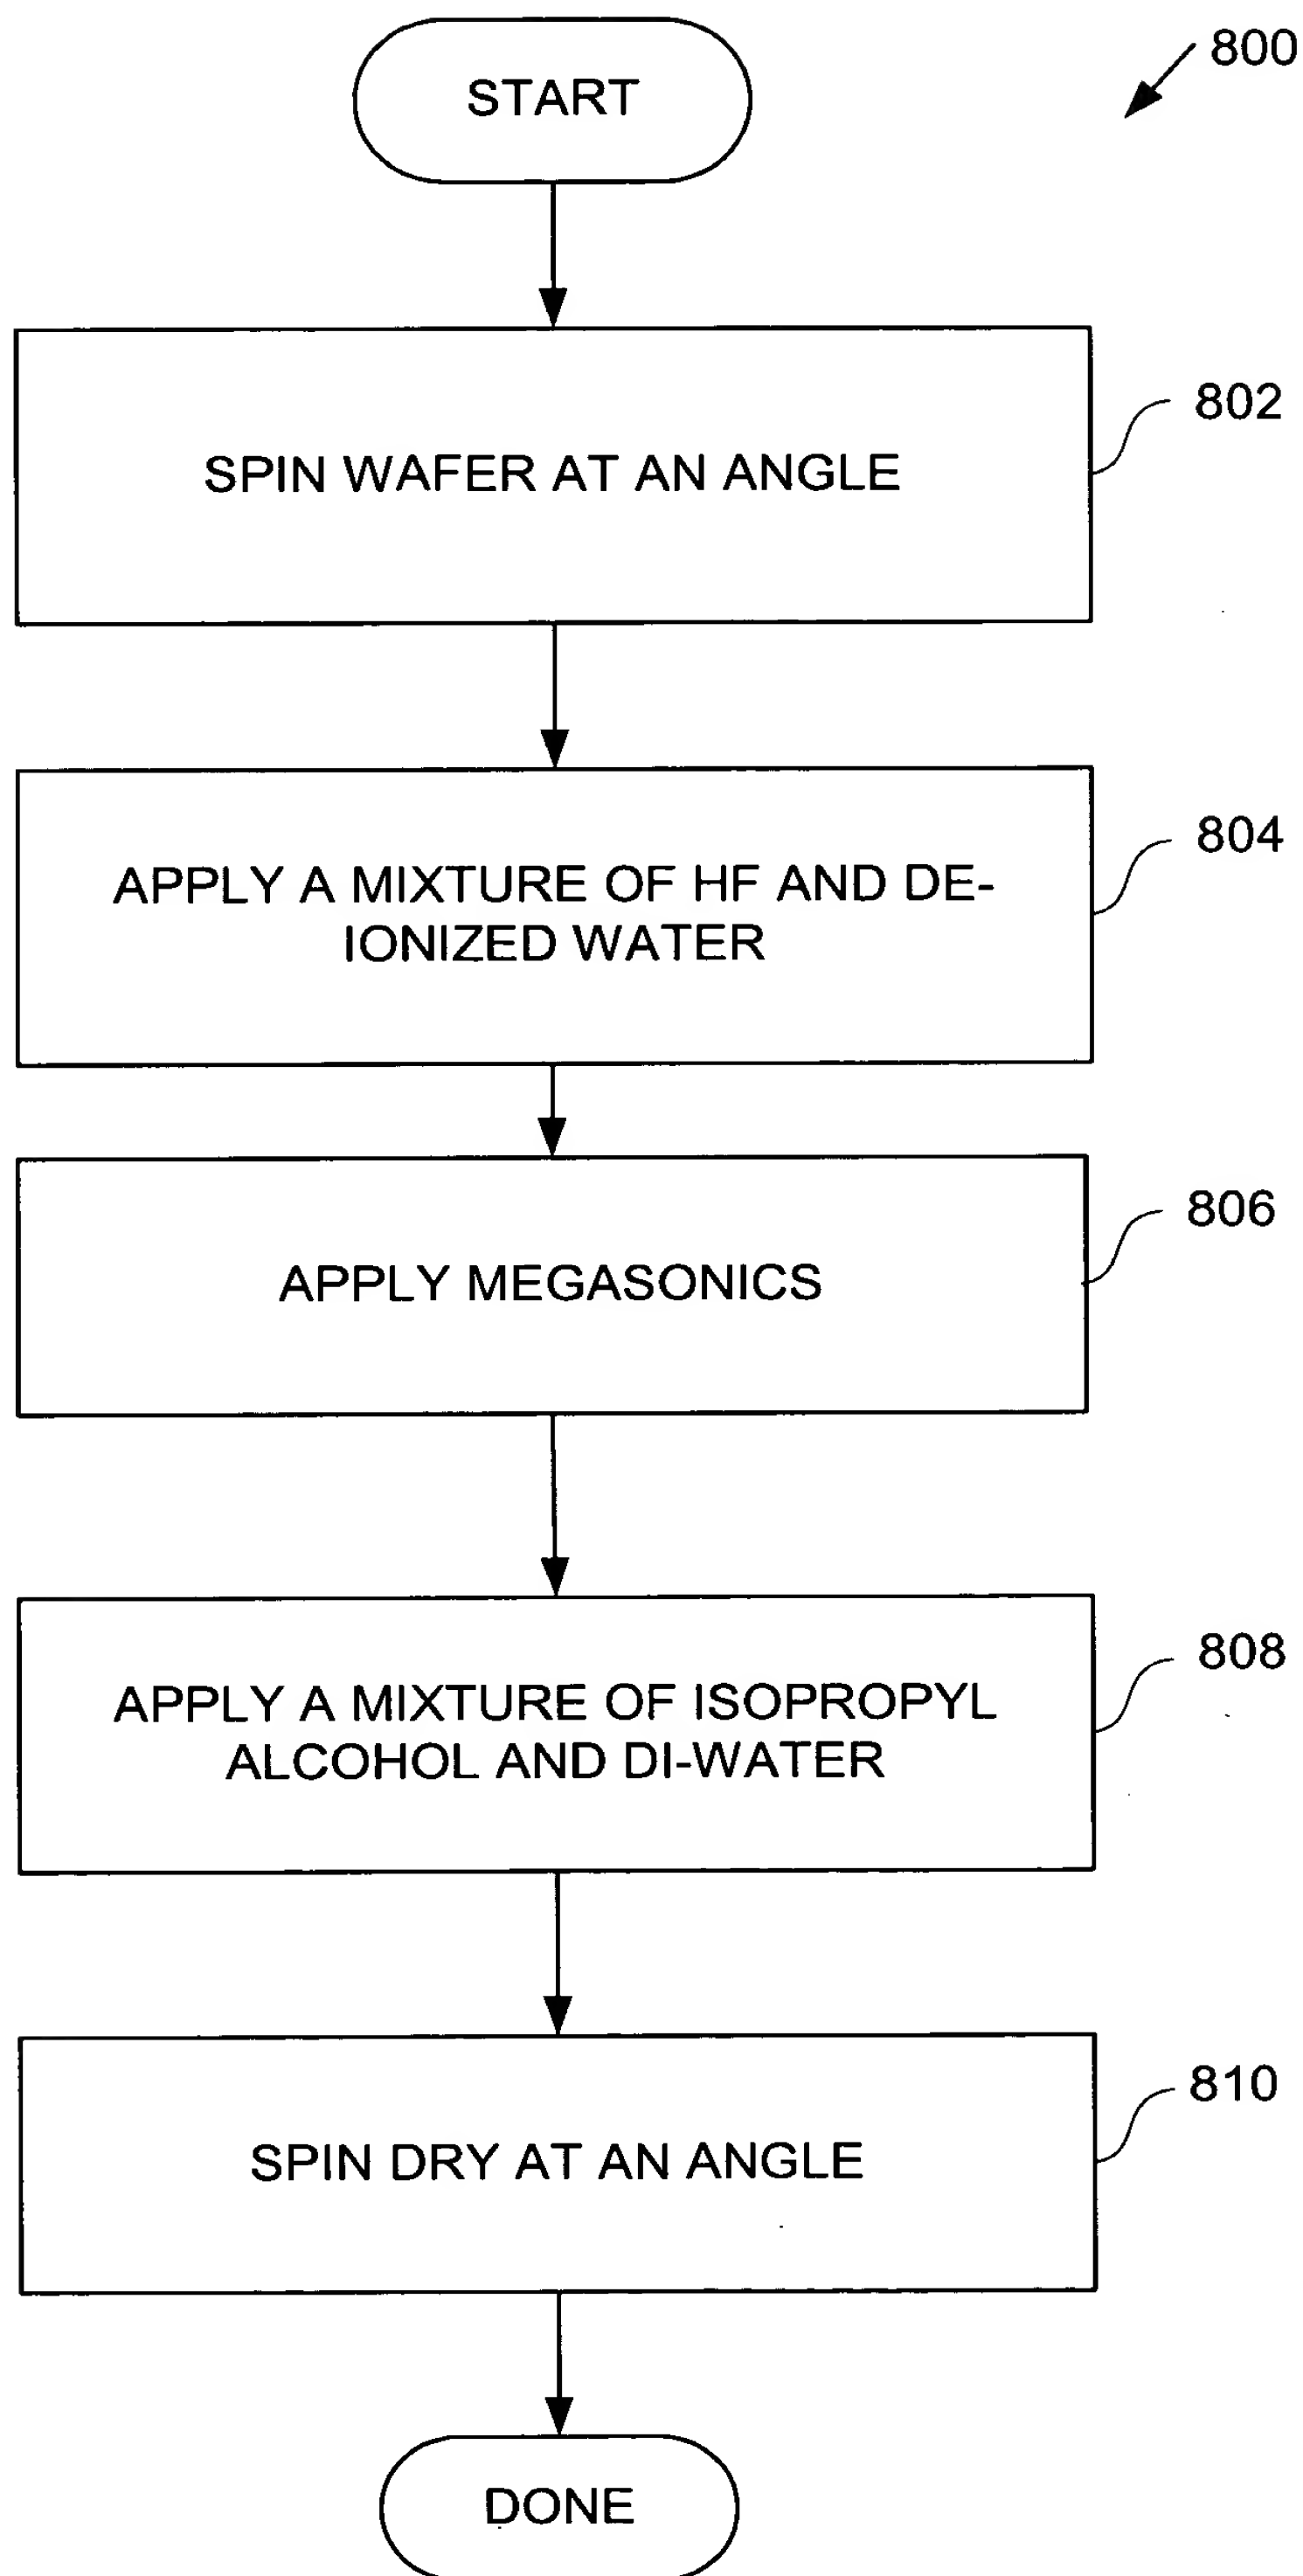 START
800
SPIN WAFER AT AN ANGLE
802
APPLY A MIXTURE OF HF AND DE-
IONIZED WATER
804
APPLY MEGASONICS
806
APPLY A MIXTURE OF ISOPROPYL
ALCOHOL AND DI-WATER
808
SPIN DRY AT AN ANGLE
810
DONE